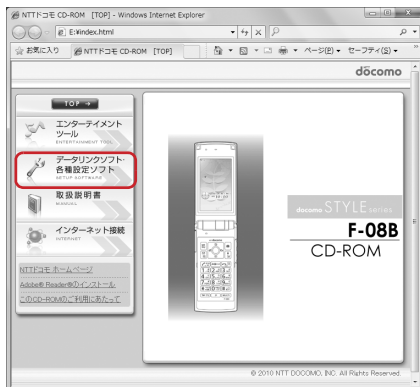 NTTドコモ CD-ROM [TOP] - Windows Internet Explorer
E:¥index.html
お気に入り
NTTドコモ CD-ROM [TOP]
ページ(P)
セーフティ(S)
döcomo
TOP →
エンターテイメント
ツール
ENTERTAINMENT TOOL
データリンクソフト・
各種設定ソフト
SETUP SOFTWARE
取扱説明書
MANUAL
インターネット接続
INTERNET
NTTドコモ ホームページ
Adobe® Reader®のインストール
このCD-ROMのご利用にあたって
docomo STYLE series
F-08B
CD-ROM
© 2010 NTT DOCOMO, INC. All Rights Reserved.